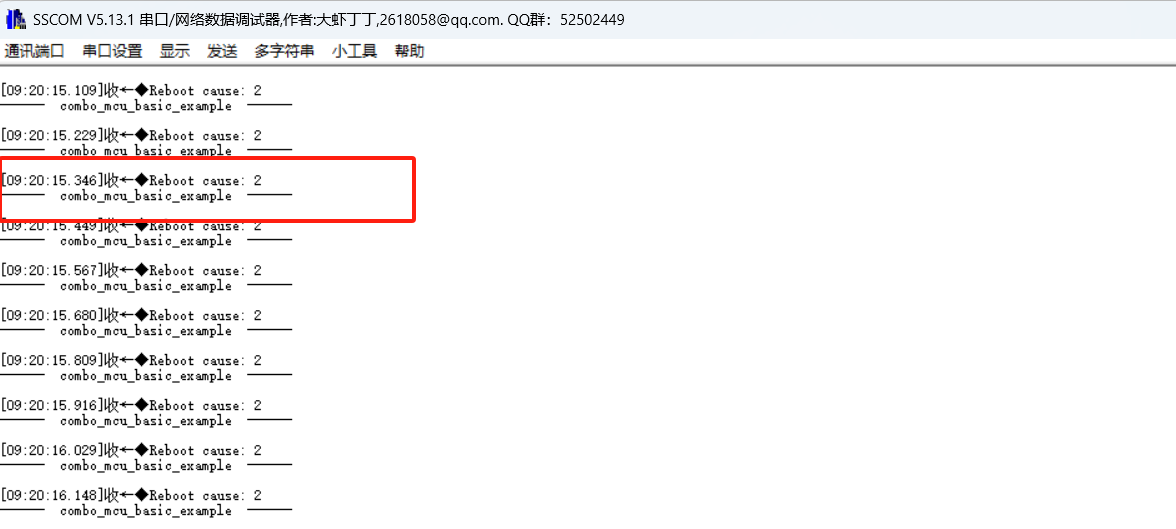 SSCOM V5.13.1 串口/网络数据调试器,作者:大虾丁丁,2618058@qq.com. QQ群：52502449
通讯端口 串口设置 显示 发送 多字符串 小工具 帮助
[09:20:15.109]收←◆Reboot cause: 2
——— combo_mcu_basic_example ———
[09:20:15.229]收←◆Reboot cause: 2
——— combo_mcu_basic_example ———
[09:20:15.346]收←◆Reboot cause: 2
——— combo_mcu_basic_example ———
[09:20:15.449]收←◆Reboot cause: 2
——— combo_mcu_basic_example ———
[09:20:15.567]收←◆Reboot cause: 2
——— combo_mcu_basic_example ———
[09:20:15.680]收←◆Reboot cause: 2
——— combo_mcu_basic_example ———
[09:20:15.809]收←◆Reboot cause: 2
——— combo_mcu_basic_example ———
[09:20:15.916]收←◆Reboot cause: 2
——— combo_mcu_basic_example ———
[09:20:16.029]收←◆Reboot cause: 2
——— combo_mcu_basic_example ———
[09:20:16.148]收←◆Reboot cause: 2
——— combo_mcu_basic_example ———